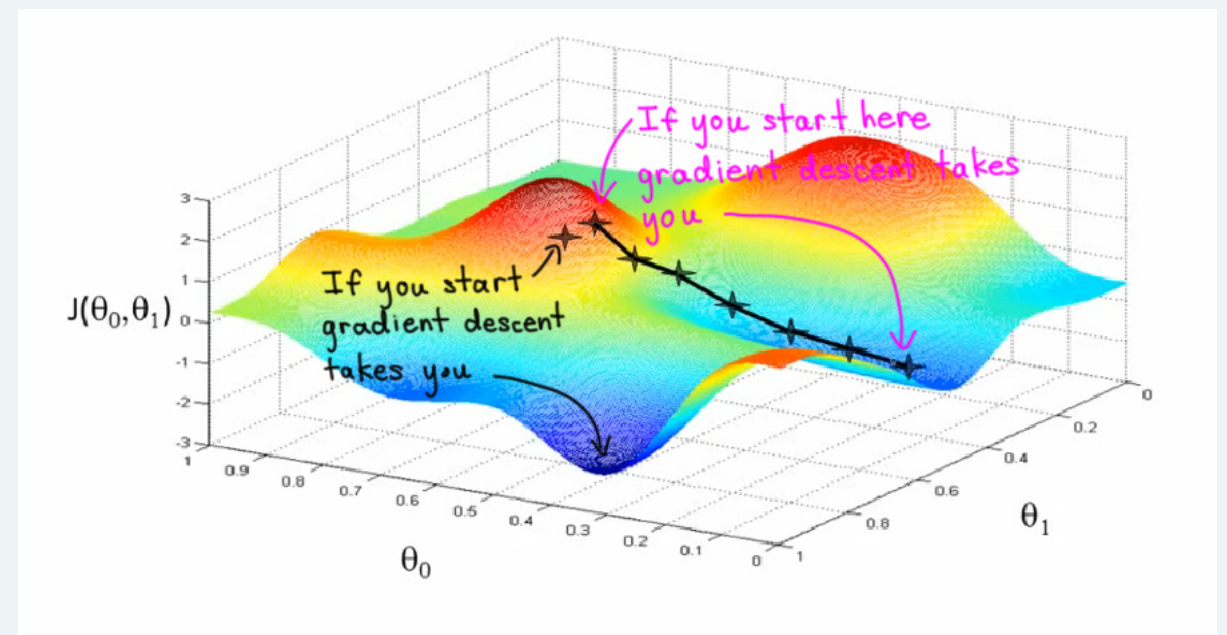 If you start here
gradient descent takes
you
If you start
gradient descent
takes you
J(θ₀,θ₁)
3
2
1
0
-1
-2
-3
1
0.9
0.8
0.7
0.6
0.5
0.4
0.3
0.2
0.1
0
θ₀
0
0.2
0.4
0.6
0.8
1
θ₁